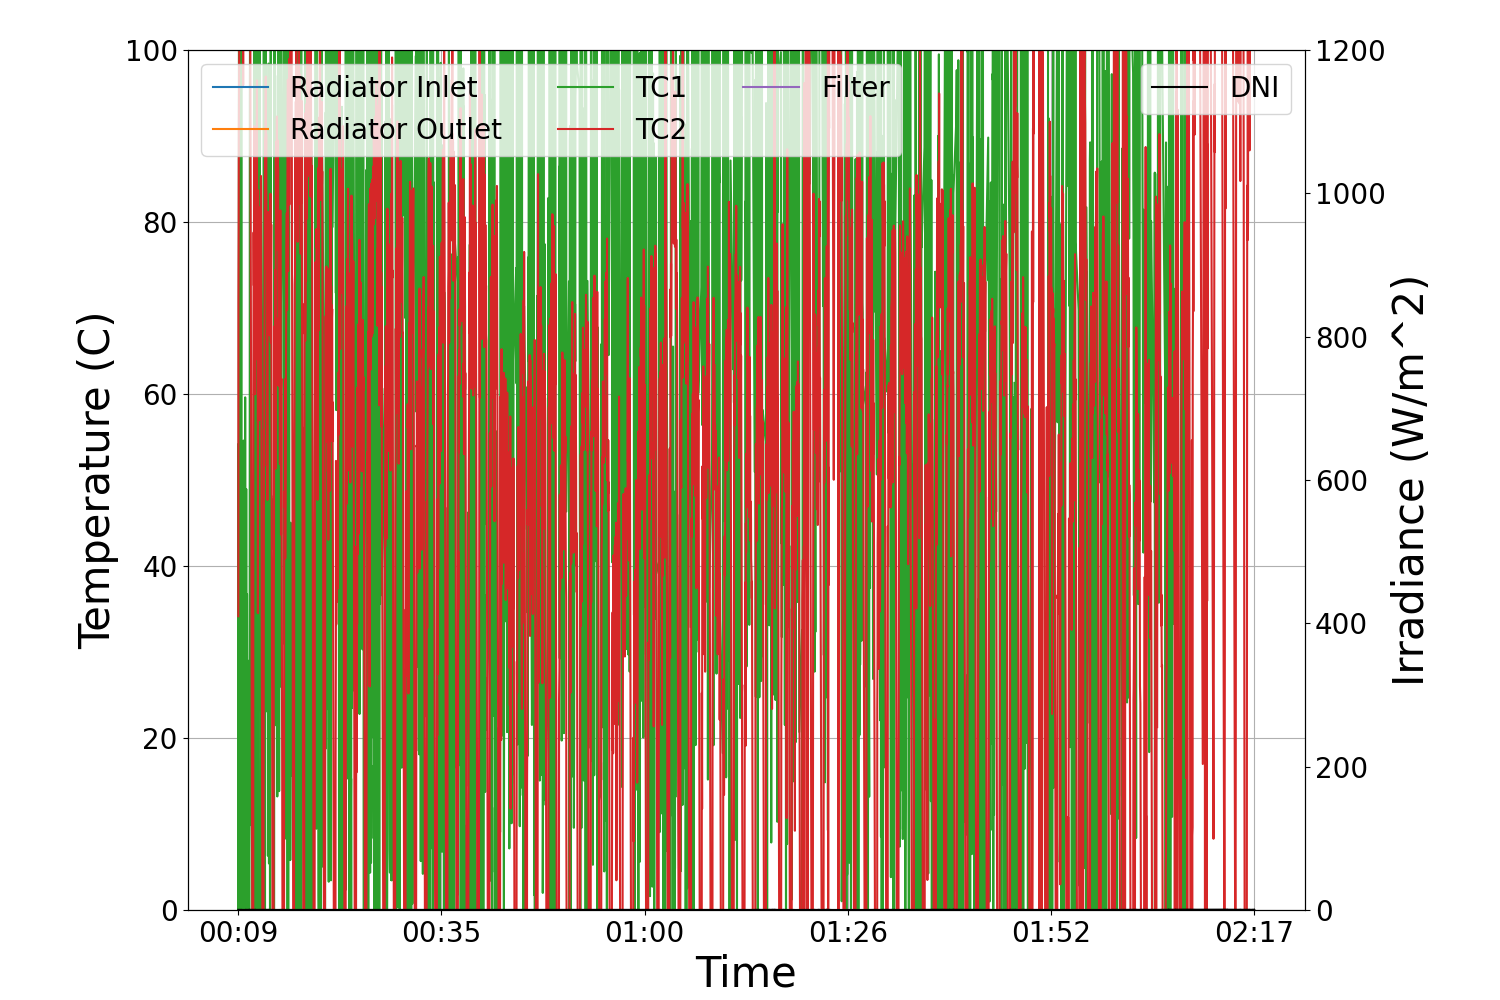 100
80
60
40
20
0
Temperature (C)
Radiator Inlet
Radiator Outlet
TC1
TC2
Filter
DNI
1200
1000
800
600
400
200
0
Irradiance (W/m^2)
00:09 00:35 01:00 01:26 01:52 02:17
Time